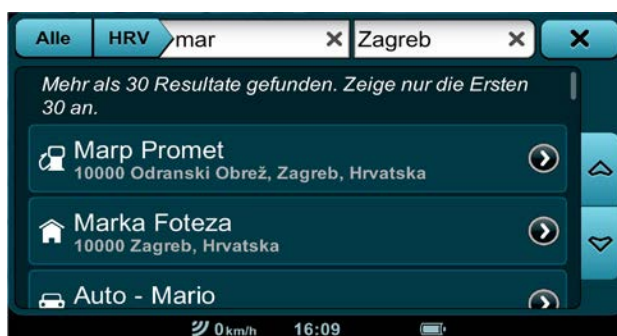 Alle HRV mar Zagreb
Mehr als 30 Resultate gefunden. Zeige nur die Ersten
30 an.
Marp Promet
10000 Odranski Obrež, Zagreb, Hrvatska
Marka Foteza
10000 Zagreb, Hrvatska
Auto - Mario
0 km/h 16:09